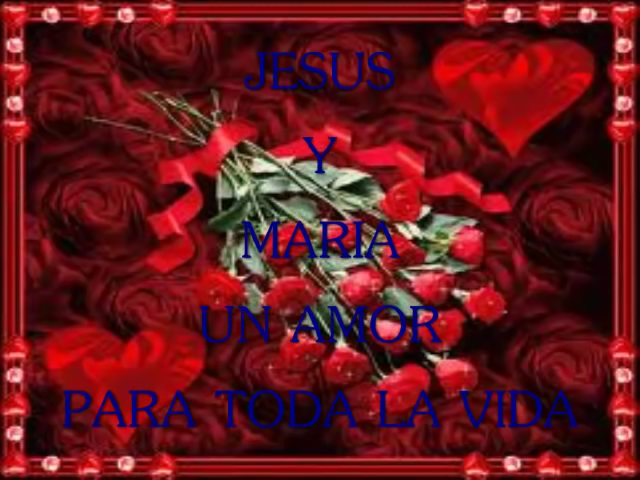 JESUS
Y
MARIA
UN AMOR
PARA TODA LA VIDA